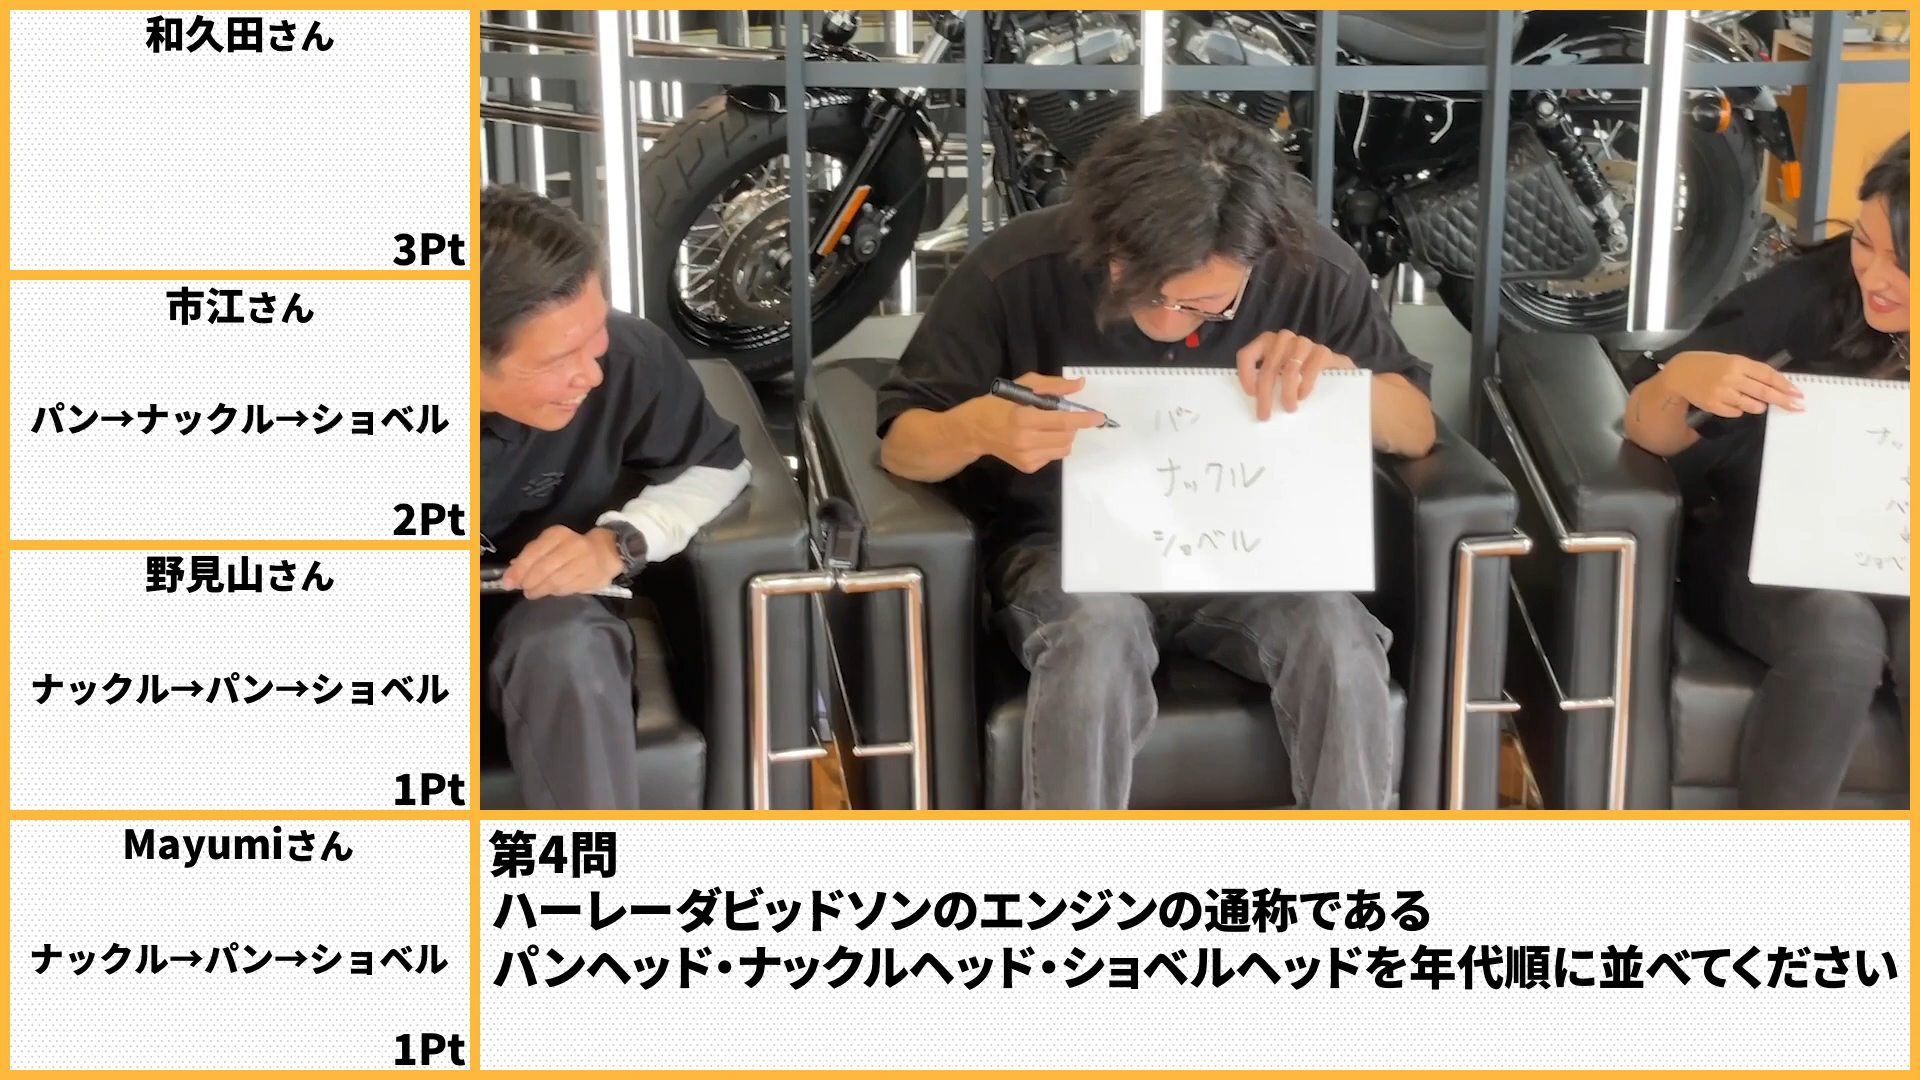 和久田さん
3Pt
市江さん
パン→ナックル→ショベル
2Pt
野見山さん
ナックル→パン→ショベル
1Pt
Mayumiさん
ナックル→パン→ショベル
1Pt
パン
ナックル
ショベル
第4問
ハーレーダビッドソンのエンジンの通称である
パンヘッド・ナックルヘッド・ショベルヘッドを年代順に並べてください